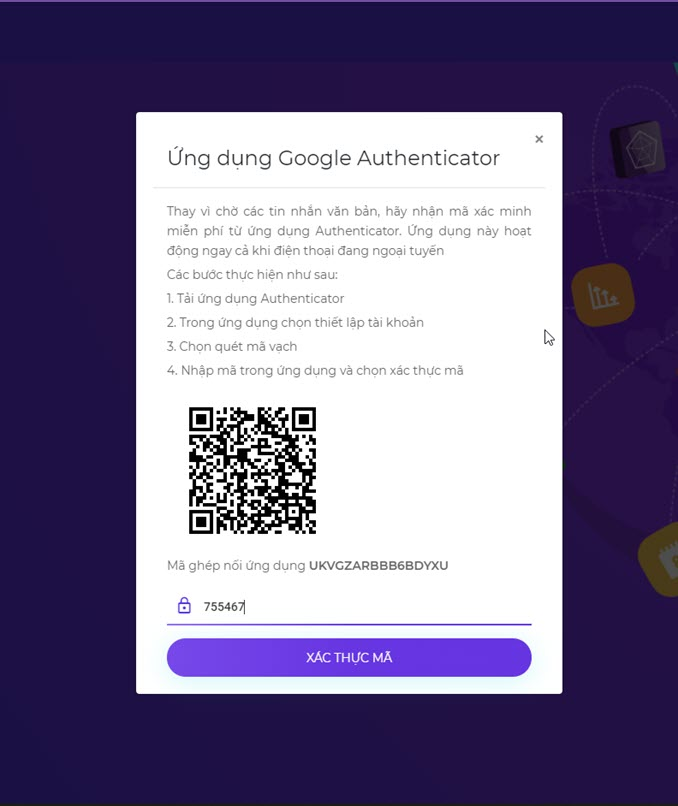 ×
Ứng dụng Google Authenticator
Thay vì chờ các tin nhắn văn bản, hãy nhận mã xác minh
miễn phí từ ứng dụng Authenticator. Ứng dụng này hoạt
động ngay cả khi điện thoại đang ngoại tuyến
Các bước thực hiện như sau:
1. Tải ứng dụng Authenticator
2. Trong ứng dụng chọn thiết lập tài khoản
3. Chọn quét mã vạch
4. Nhập mã trong ứng dụng và chọn xác thực mã
Mã ghép nối ứng dụng UKVGZARBBB6BDYXU
755467
XÁC THỰC MÃ